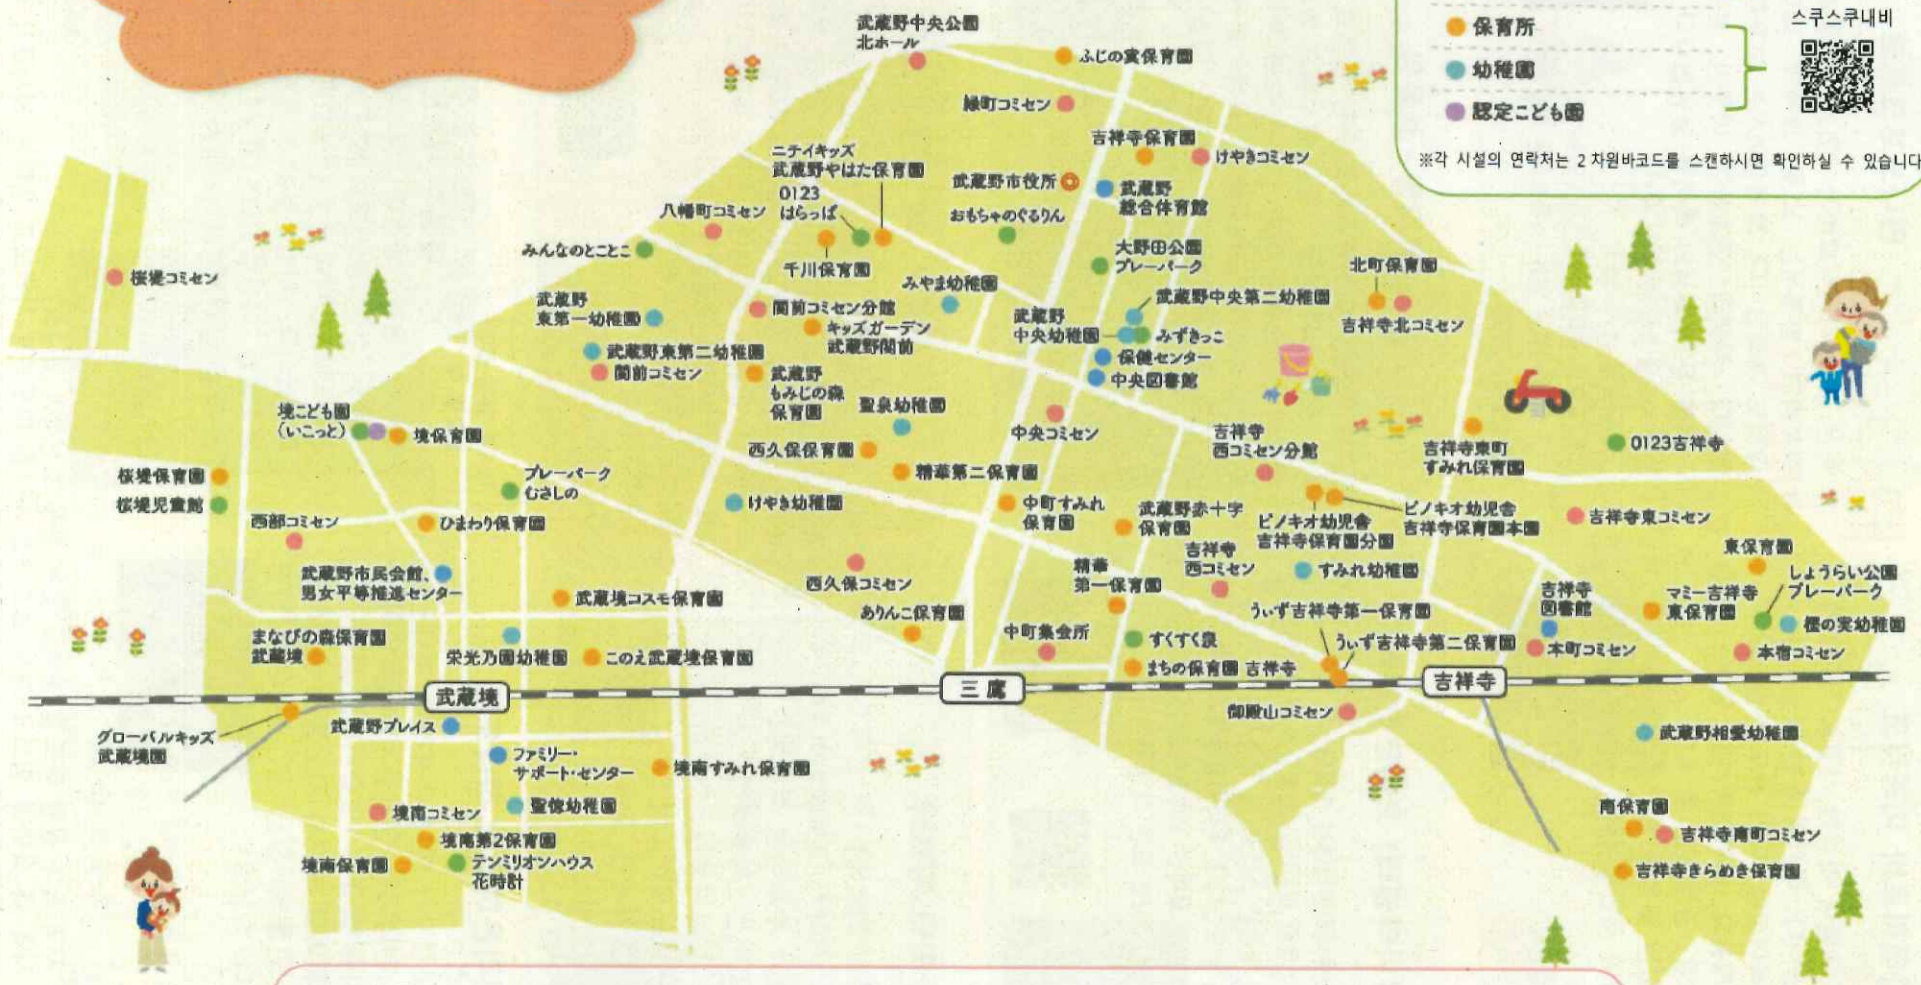 スクスク内비
保育所
幼稚園
認定こども園
※각 시설의 연락처는 2 차원바코드를 스캔하시면 확인하실 수 있습니다
武蔵野中央公園
北ホール
ふじの実保育園
緑町コミセン
吉祥寺保育園
けやきコミセン
ニチイキッズ
武蔵野やはた保育園
0123
はらっぱ
武蔵野市役所
武蔵野
総合体育館
八幡町コミセン
おもちゃのぐるりん
みんなのとことこ
千川保育園
大野田公園
プレーパーク
桜堤コミセン
みやま幼稚園
北町保育園
武蔵野
東第一幼稚園
関前コミセン分館
武蔵野中央第二幼稚園
キッズガーデン
武蔵野関前
武蔵野
中央幼稚園
みずきっこ
吉祥寺北コミセン
武蔵野東第二幼稚園
保健センター
関前コミセン
武蔵野
もみじの森
保育園
中央図書館
聖泉幼稚園
境こども園
(いこっと)
境保育園
中央コミセン
吉祥寺
西コミセン分館
吉祥寺東町
すみれ保育園
0123吉祥寺
西久保保育園
精華第二保育園
桜堤保育園
プレーパーク
むさしの
桜堤児童館
けやき幼稚園
中町すみれ
保育園
武蔵野赤十字
保育園
ピノキオ幼児舎
吉祥寺保育園分園
ピノキオ幼児舎
吉祥寺保育園本園
吉祥寺東コミセン
西部コミセン
ひまわり保育園
東保育園
吉祥寺
西コミセン
すみれ幼稚園
武蔵野市民会館、
男女平等推進センター
西久保コミセン
精華
第一保育園
吉祥寺
図書館
マミー吉祥寺
東保育園
しょうらい公園
プレーパーク
武蔵境コスモ保育園
ありんこ保育園
うぃず吉祥寺第一保育園
樫の実幼稚園
まなびの森保育園
武蔵境
栄光乃園幼稚園
このえ武蔵境保育園
中町集会所
すくすく泉
うぃず吉祥寺第二保育園
本町コミセン
本宿コミセン
まちの保育園 吉祥寺
武蔵境
三鷹
吉祥寺
グローバルキッズ
武蔵境園
武蔵野プレイス
御殿山コミセン
武蔵野相愛幼稚園
ファミリー・
サポート・センター
境南すみれ保育園
境南コミセン
聖徳幼稚園
南保育園
境南第2保育園
吉祥寺南町コミセン
境南保育園
テンミリオンハウス
花時計
吉祥寺きらめき保育園